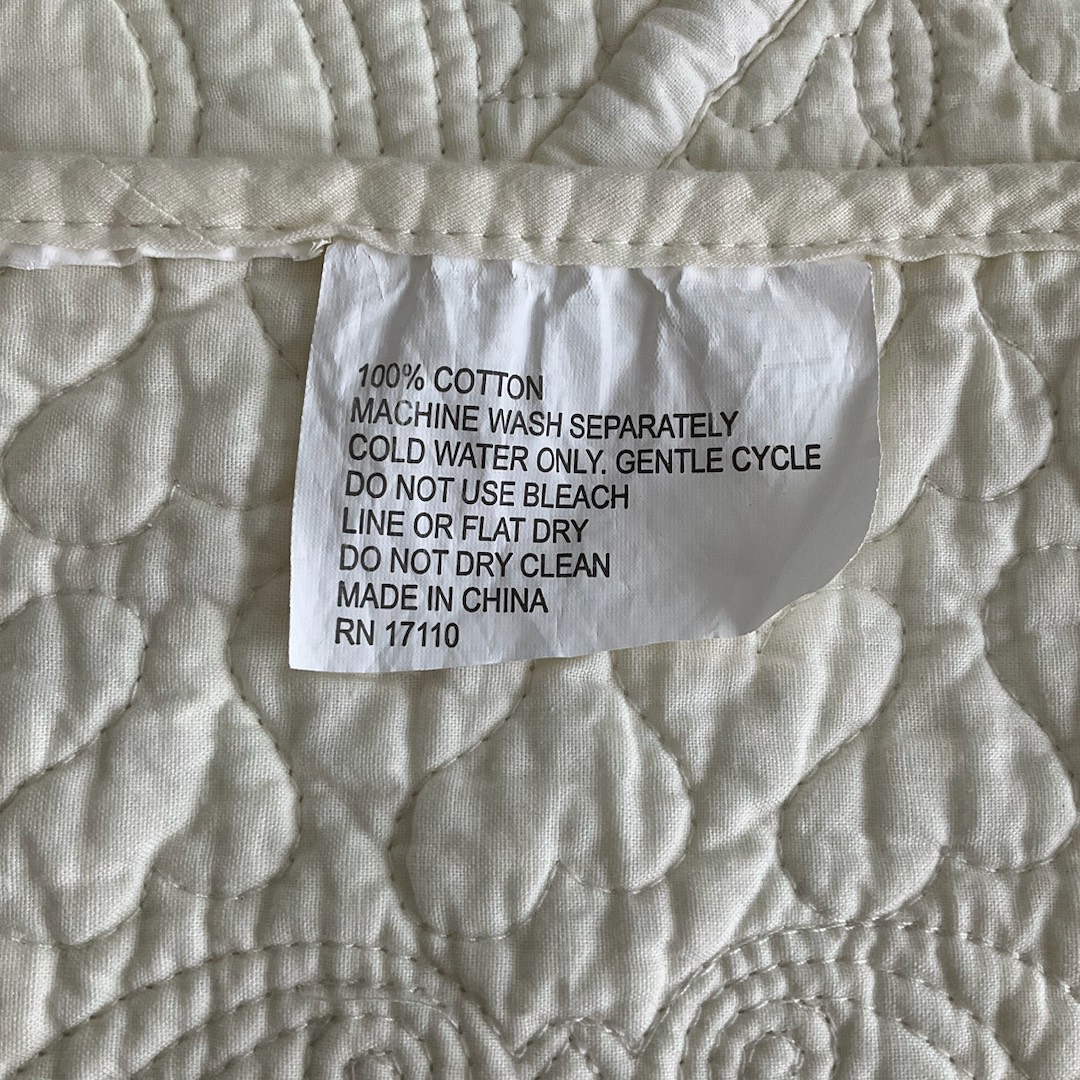 100% COTTON
MACHINE WASH SEPARATELY
COLD WATER ONLY. GENTLE CYCLE
DO NOT USE BLEACH
LINE OR FLAT DRY
DO NOT DRY CLEAN
MADE IN CHINA
RN 17110